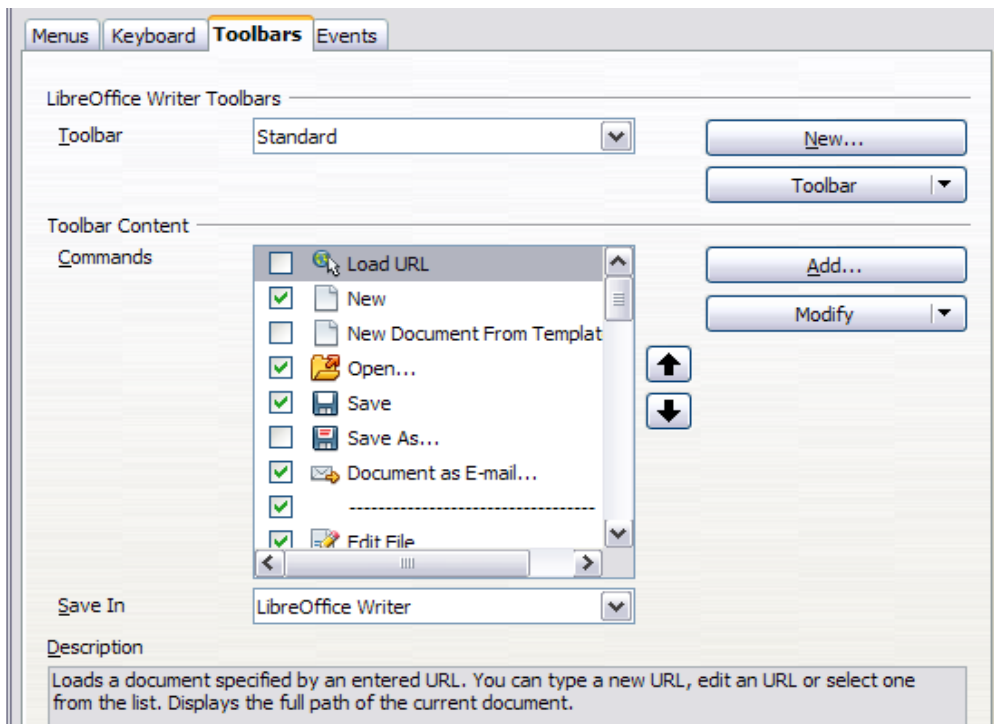 Menus Keyboard Toolbars Events
LibreOffice Writer Toolbars
Toolbar Standard New...
Toolbar
Toolbar Content
Commands Load URL Add...
New
Modify
New Document From Templat
Open...
Save
Save As...
Document as E-mail...
----------------------------------
Edit File
Save In LibreOffice Writer
Description
Loads a document specified by an entered URL. You can type a new URL, edit an URL or select one
from the list. Displays the full path of the current document.